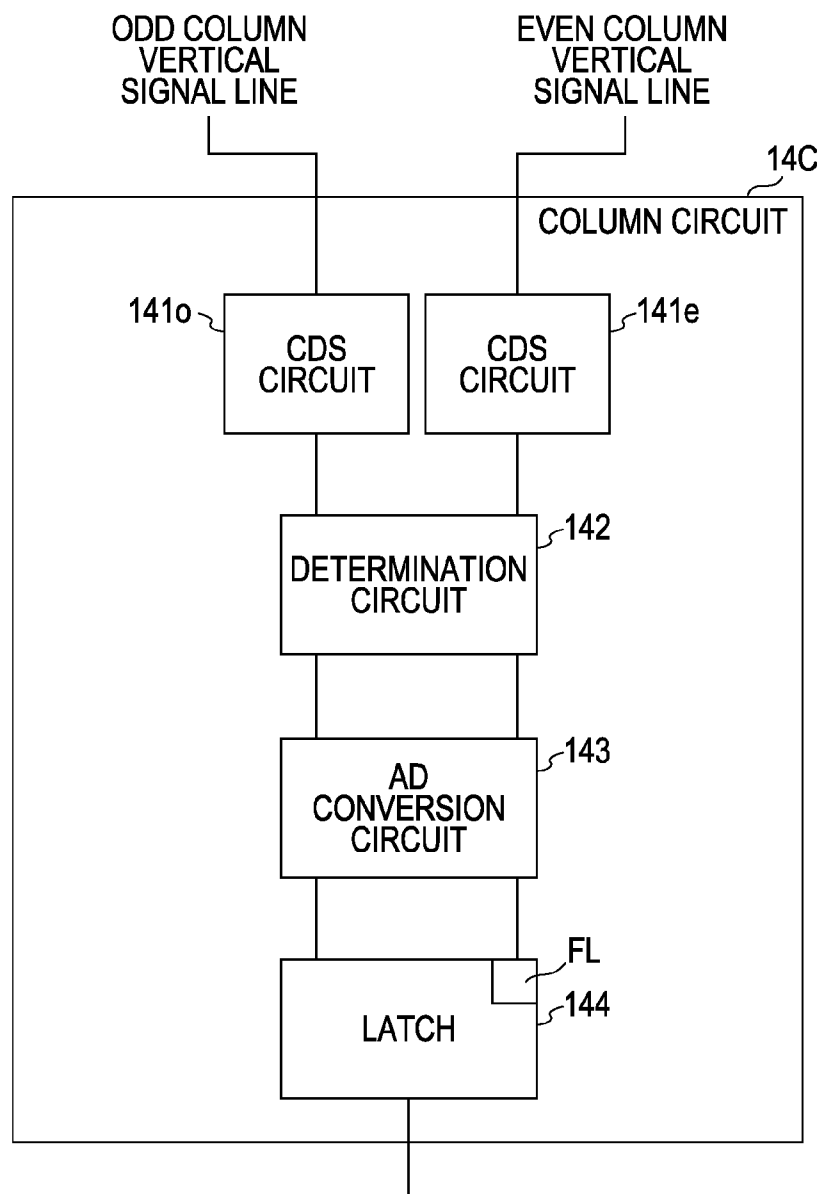 ODD COLUMN
VERTICAL
SIGNAL LINE
EVEN COLUMN
VERTICAL
SIGNAL LINE
14C
COLUMN CIRCUIT
141o
CDS
CIRCUIT
CDS
CIRCUIT
141e
142
DETERMINATION
CIRCUIT
143
AD
CONVERSION
CIRCUIT
FL
144
LATCH